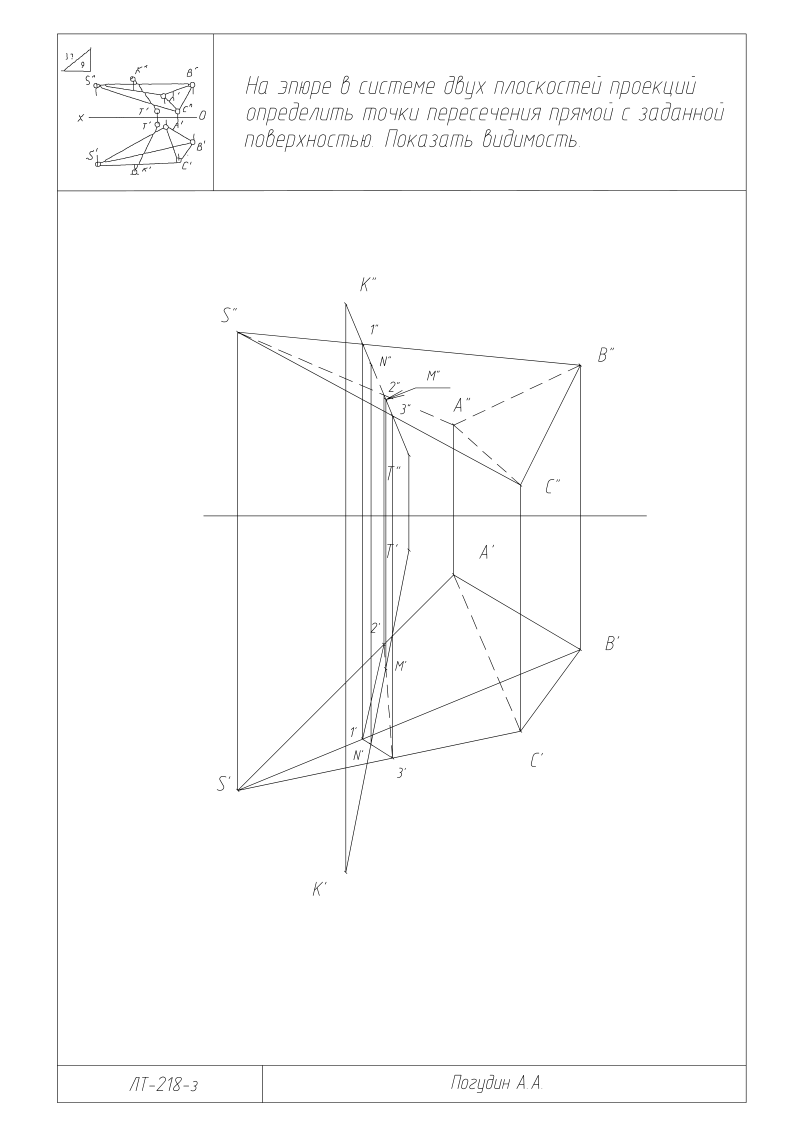 На эпюре в системе двух плоскостей проекций
определить точки пересечения прямой с заданной
поверхностью. Показать видимость.
S" K" B"
A' C"
T'
X O
T' A'
B'
S' K' C'
K"
S" 1"
N" B"
2" M"
3" A"
T" C"
T' A'
2'
M' B'
1'
N' C'
S' 3'
K'
ЛТ-218-з Погудин А.А.